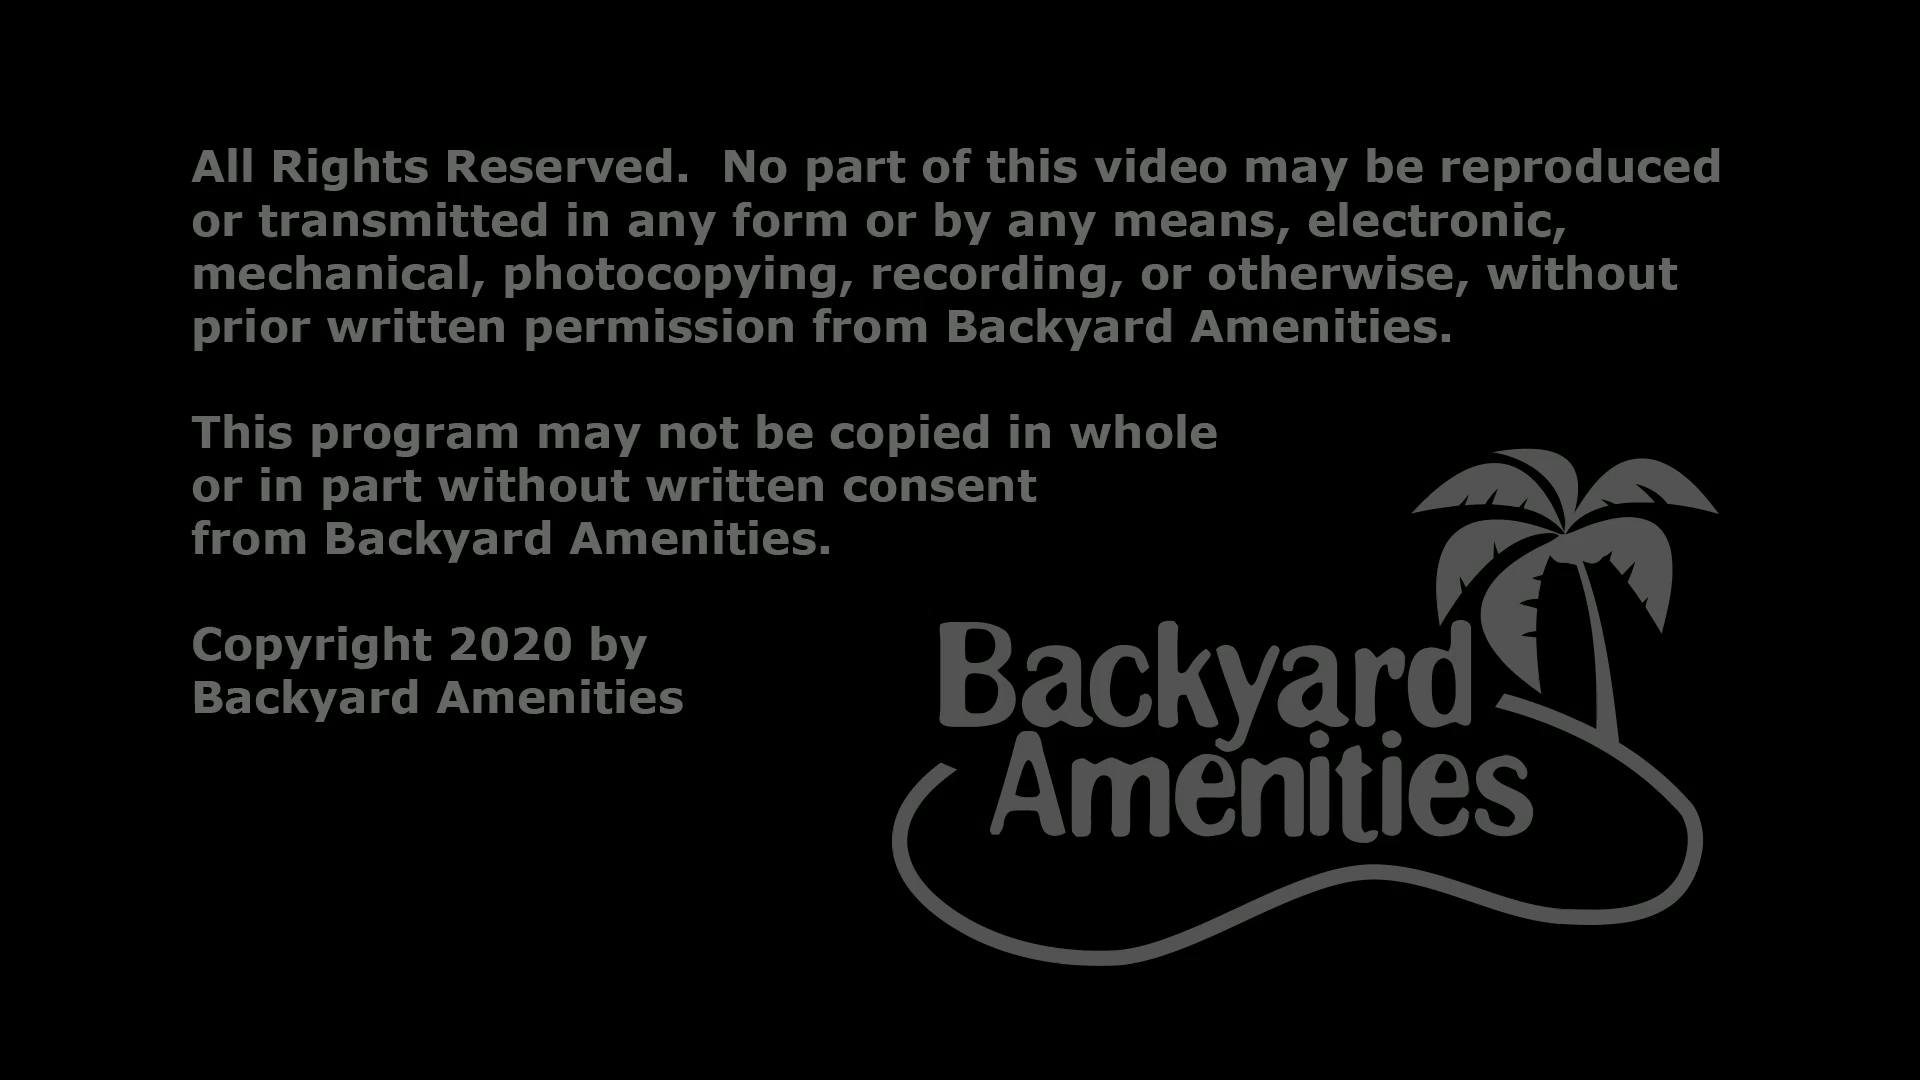 All Rights Reserved.  No part of this video may be reproduced
or transmitted in any form or by any means, electronic,
mechanical, photocopying, recording, or otherwise, without
prior written permission from Backyard Amenities.
This program may not be copied in whole
or in part without written consent
from Backyard Amenities.
Copyright 2020 by
Backyard Amenities
Backyard
Amenities